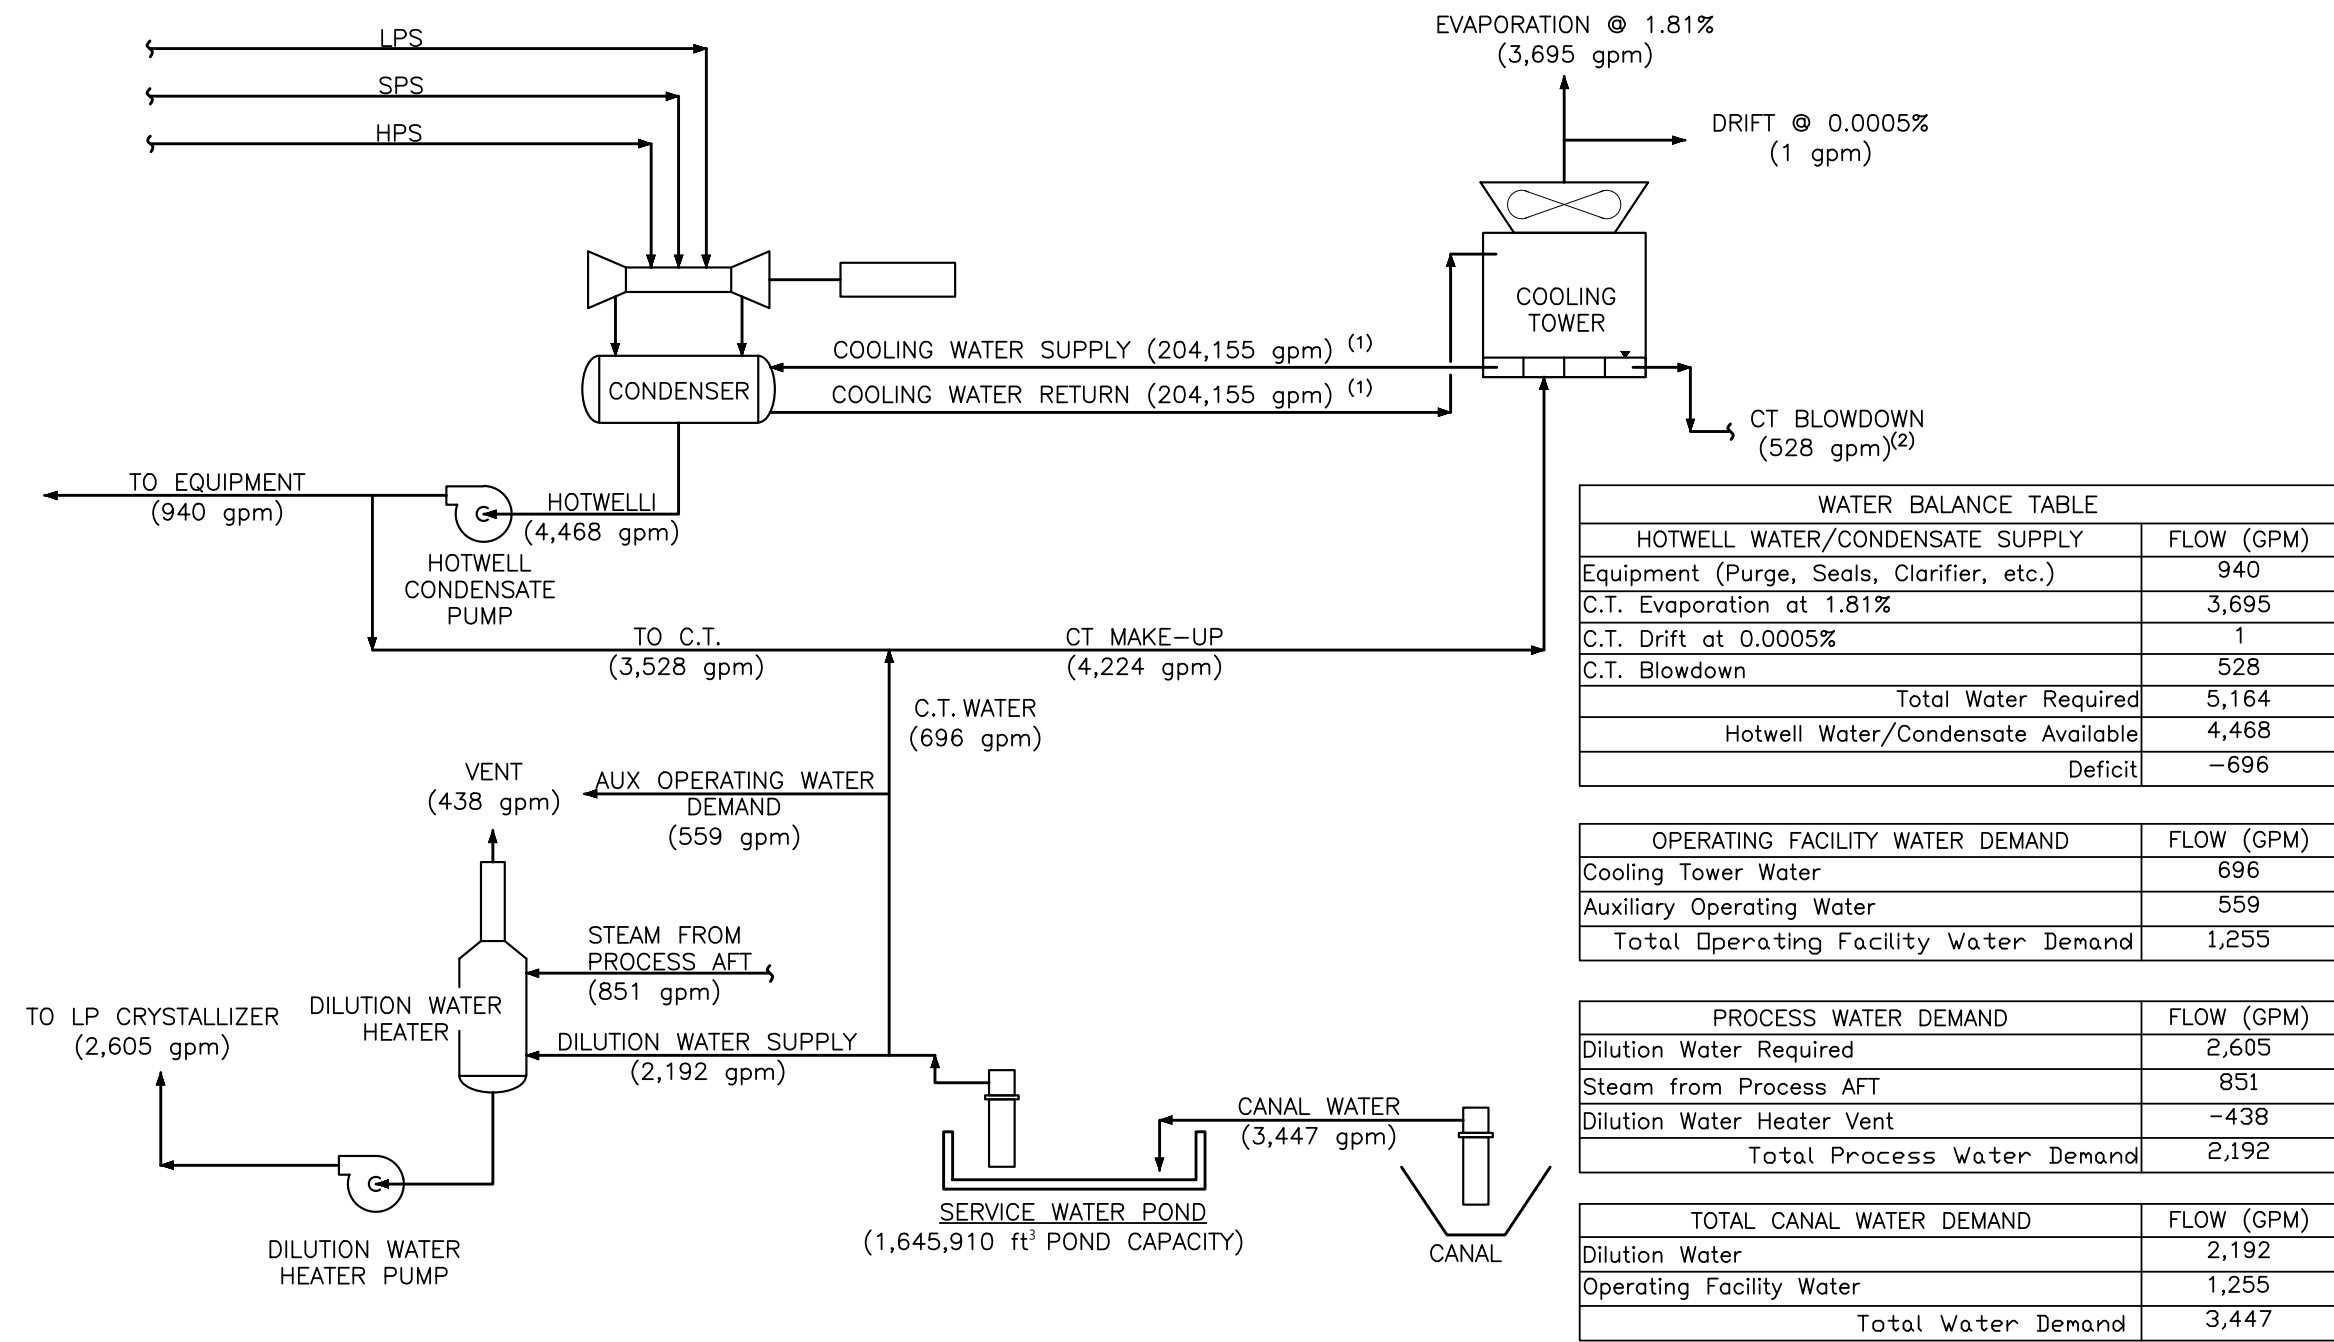 LPS
SPS
HPS
EVAPORATION @ 1.81%
(3,695 gpm)
DRIFT @ 0.0005%
(1 gpm)
COOLING
TOWER
COOLING WATER SUPPLY (204,155 gpm) (1)
COOLING WATER RETURN (204,155 gpm) (1)
CONDENSER
CT BLOWDOWN
(528 gpm)(2)
TO EQUIPMENT
(940 gpm)
HOTWELLI
(4,468 gpm)
HOTWELL
CONDENSATE
PUMP
TO C.T.
(3,528 gpm)
CT MAKE-UP
(4,224 gpm)
C.T. WATER
(696 gpm)
VENT
(438 gpm)
AUX OPERATING WATER
DEMAND
(559 gpm)
STEAM FROM
PROCESS AFT
(851 gpm)
DILUTION WATER
HEATER
TO LP CRYSTALLIZER
(2,605 gpm)
DILUTION WATER SUPPLY
(2,192 gpm)
CANAL WATER
(3,447 gpm)
SERVICE WATER POND
(1,645,910 ft³ POND CAPACITY)
CANAL
DILUTION WATER
HEATER PUMP
WATER BALANCE TABLE
HOTWELL WATER/CONDENSATE SUPPLY FLOW (GPM)
Equipment (Purge, Seals, Clarifier, etc.) 940
C.T. Evaporation at 1.81% 3,695
C.T. Drift at 0.0005% 1
C.T. Blowdown 528
Total Water Required 5,164
Hotwell Water/Condensate Available 4,468
Deficit -696
OPERATING FACILITY WATER DEMAND FLOW (GPM)
Cooling Tower Water 696
Auxiliary Operating Water 559
Total Operating Facility Water Demand 1,255
PROCESS WATER DEMAND FLOW (GPM)
Dilution Water Required 2,605
Steam from Process AFT 851
Dilution Water Heater Vent -438
Total Process Water Demand 2,192
TOTAL CANAL WATER DEMAND FLOW (GPM)
Dilution Water 2,192
Operating Facility Water 1,255
Total Water Demand 3,447